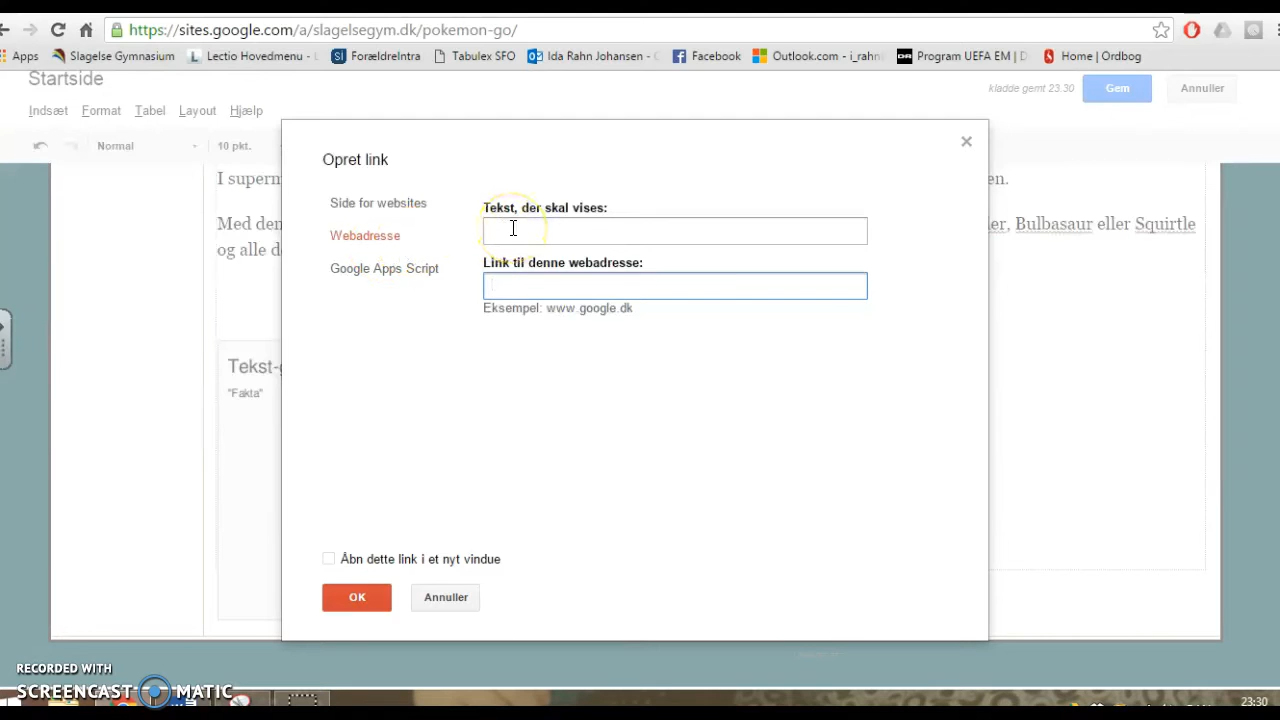 https://sites.google.com/a/slagelsegym.dk/pokemon-go/
Apps Slagelse Gymnasium Lectio Hovedmenu - L ForældreIntra Tabulex SFO Ida Rahn Johansen - Facebook Outlook.com - i_rahn Program UEFA EM | Home | Ordbog
Startside
kladde gemt 23.30 Gem Annuller
Indsæt Format Tabel Layout Hjælp
Normal 10 pkt.
Opret link
I superm en.
Side for websites
Tekst, der skal vises:
Med den er, Bulbasaur eller Squirtle
Webadresse
og alle d
Link til denne webadresse:
Google Apps Script
Eksempel: www.google.dk
Tekst-
"Fakta"
Åbn dette link i et nyt vindue
OK Annuller
RECORDED WITH
SCREENCAST MATIC
23:30